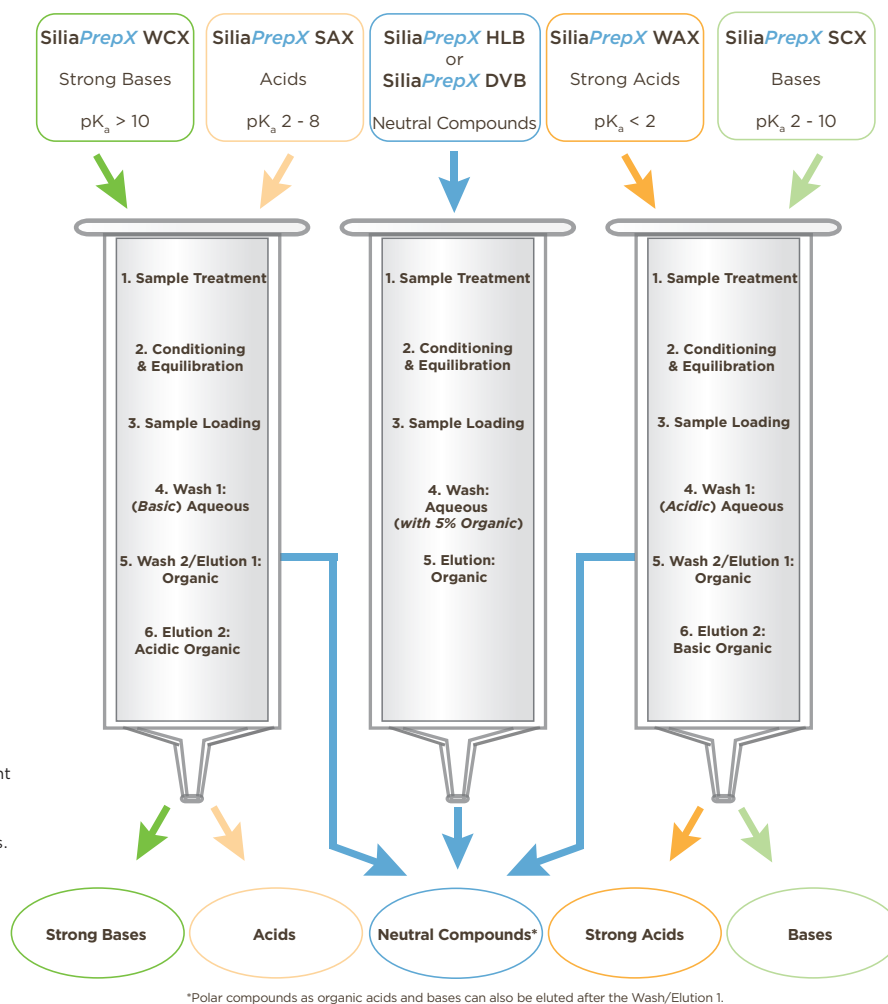 SiliaPrepX WCX
Strong Bases
pKa > 10
SiliaPrepX SAX
Acids
pKa 2 - 8
SiliaPrepX HLB
or
SiliaPrepX DVB
Neutral Compounds
SiliaPrepX WAX
Strong Acids
pKa < 2
SiliaPrepX SCX
Bases
pKa 2 - 10
1. Sample Treatment
2. Conditioning
& Equilibration
3. Sample Loading
4. Wash 1:
(Basic) Aqueous
5. Wash 2/Elution 1:
Organic
6. Elution 2:
Acidic Organic
1. Sample Treatment
2. Conditioning
& Equilibration
3. Sample Loading
4. Wash:
Aqueous
(with 5% Organic)
5. Elution:
Organic
1. Sample Treatment
2. Conditioning
& Equilibration
3. Sample Loading
4. Wash 1:
(Acidic) Aqueous
5. Wash 2/Elution 1:
Organic
6. Elution 2:
Basic Organic
nt
s.
Strong Bases
Acids
Neutral Compounds*
Strong Acids
Bases
*Polar compounds as organic acids and bases can also be eluted after the Wash/Elution 1.